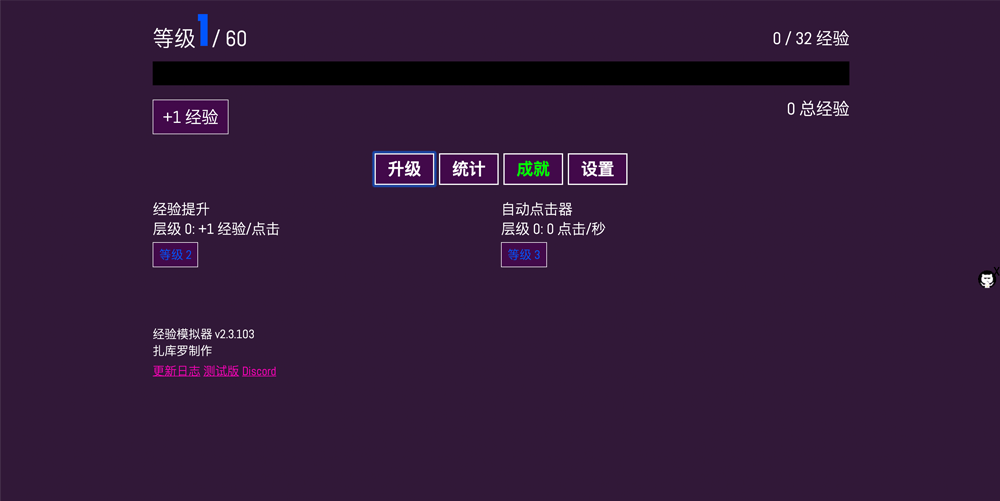 等级1 / 60
0 / 32 经验
+1 经验
0 总经验
升级 统计 成就 设置
经验提升
层级 0: +1 经验/点击
等级 2
自动点击器
层级 0: 0 点击/秒
等级 3
经验模拟器 v2.3.103
扎库罗制作
更新日志 测试版 Discord